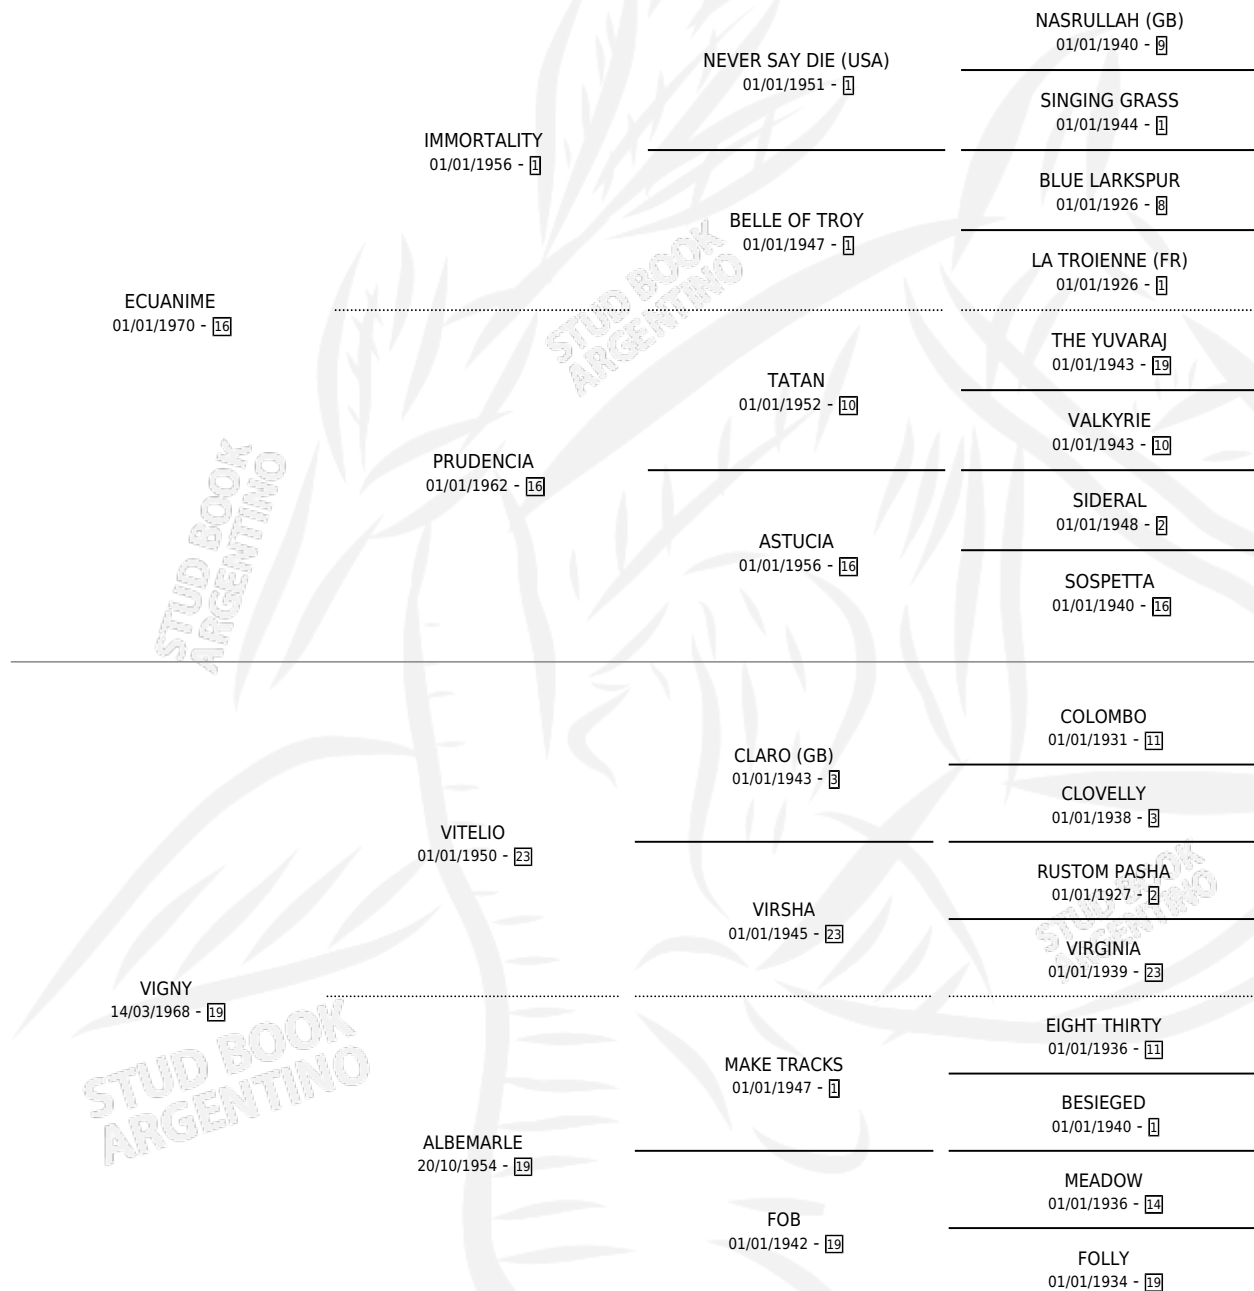 NASRULLAH (GB)
01/01/1940 - 9
NEVER SAY DIE (USA)
01/01/1951 - 1
SINGING GRASS
01/01/1944 - 1
IMMORTALITY
01/01/1956 - 1
BLUE LARKSPUR
01/01/1926 - 8
BELLE OF TROY
01/01/1947 - 1
LA TROIENNE (FR)
01/01/1926 - 1
ECUANIME
01/01/1970 - 16
THE YUVARAJ
01/01/1943 - 19
TATAN
01/01/1952 - 10
VALKYRIE
01/01/1943 - 10
PRUDENCIA
01/01/1962 - 16
SIDERAL
01/01/1948 - 2
ASTUCIA
01/01/1956 - 16
SOSPETTA
01/01/1940 - 16
COLOMBO
01/01/1931 - 11
CLARO (GB)
01/01/1943 - 3
CLOVELLY
01/01/1938 - 3
VITELIO
01/01/1950 - 23
RUSTOM PASHA
01/01/1927 - 2
VIRSHA
01/01/1945 - 23
VIRGINIA
01/01/1939 - 23
VIGNY
14/03/1968 - 19
EIGHT THIRTY
01/01/1936 - 11
MAKE TRACKS
01/01/1947 - 1
BESIEGED
01/01/1940 - 1
ALBEMARLE
20/10/1954 - 19
MEADOW
01/01/1936 - 14
FOB
01/01/1942 - 19
FOLLY
01/01/1934 - 19
STUD BOOK
ARGENTINO
STUD BOOK
ARGENTINO
STUD BOOK
ARGENTINO
STUD BOOK
ARGENTINO